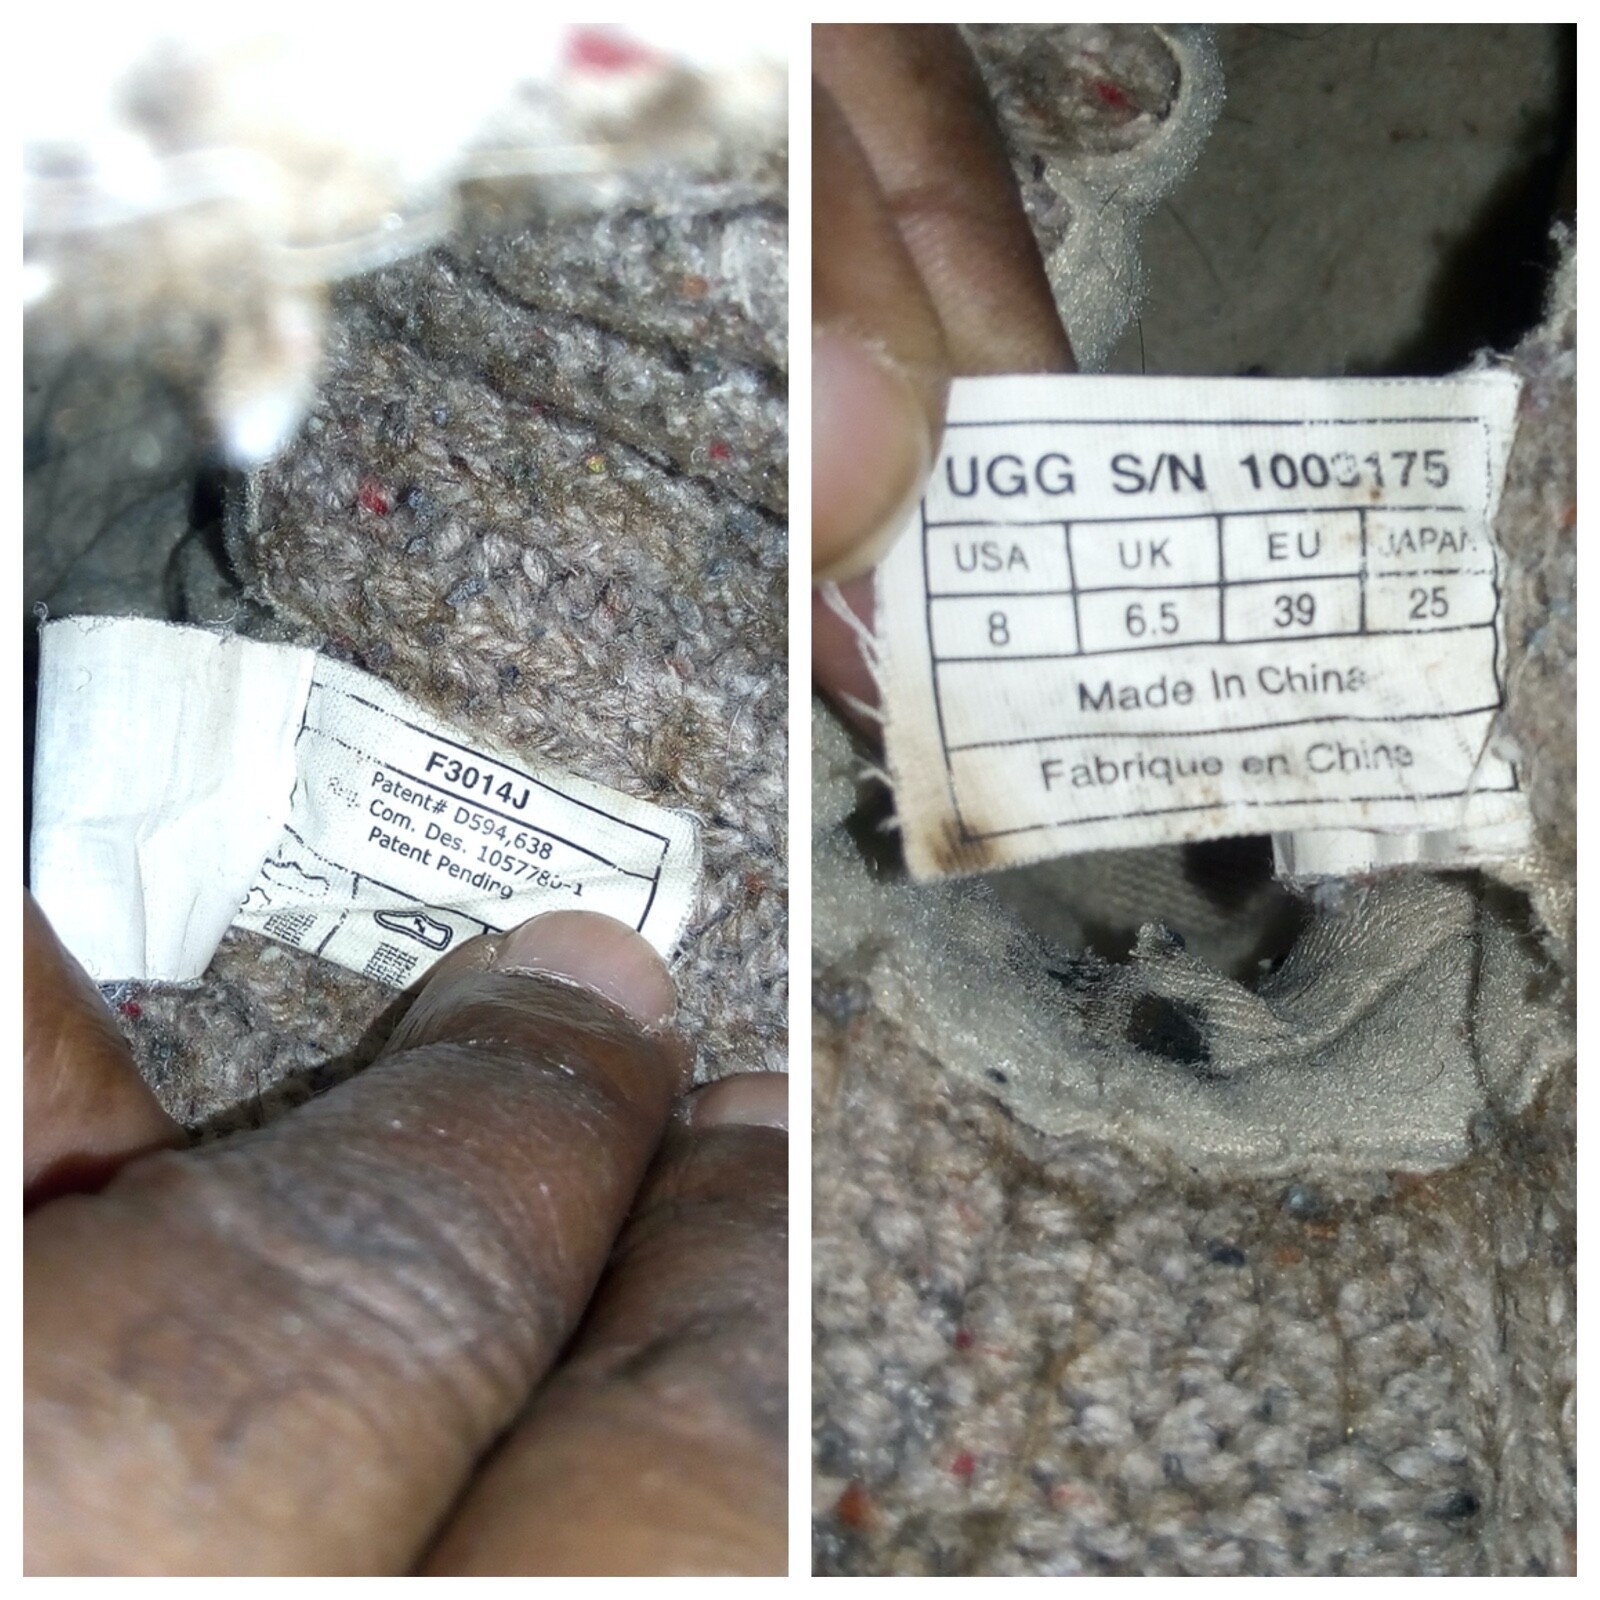 F3014J
Patent# D594,638
Com. Des. 1057780-1
Patent Pending
UGG S/N 1003175
USA UK EU JAPAN
8 6.5 39 25
Made In China
Fabrique en China